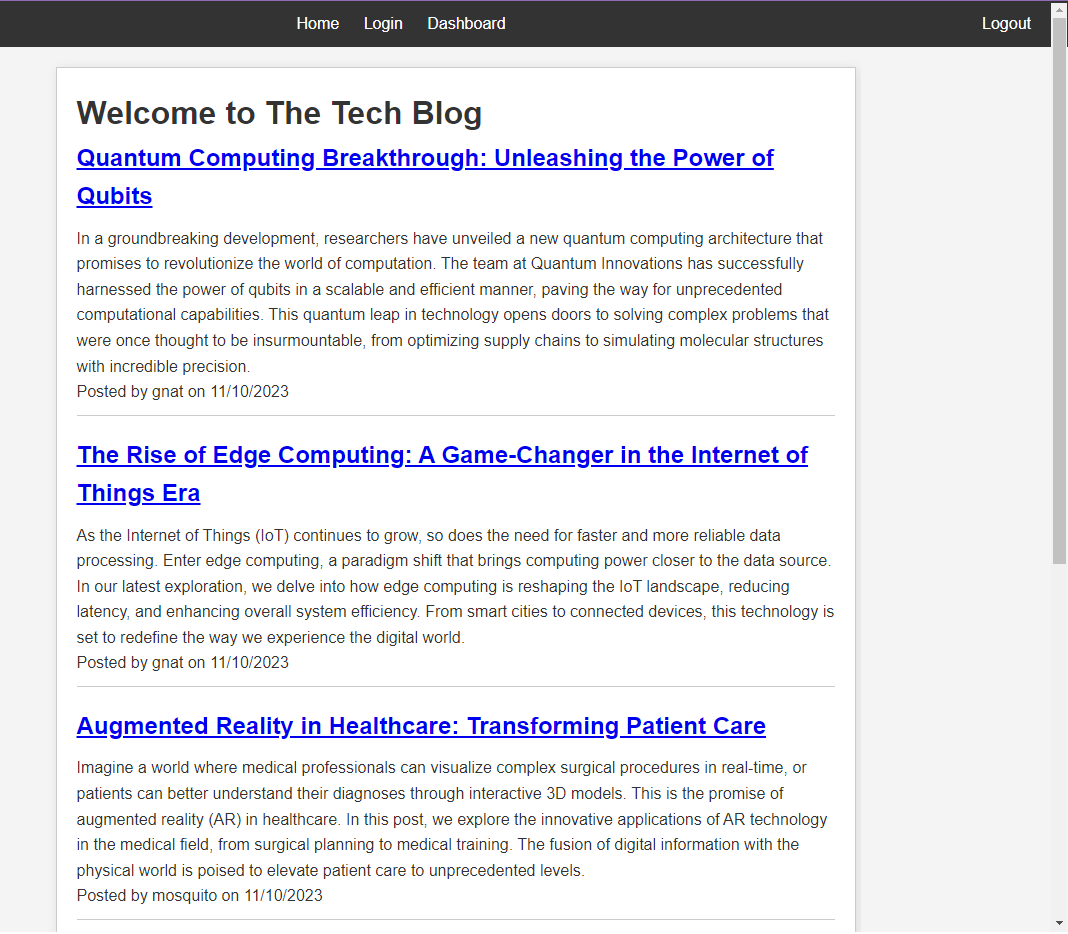 Home Login Dashboard Logout
Welcome to The Tech Blog
Quantum Computing Breakthrough: Unleashing the Power of
Qubits
In a groundbreaking development, researchers have unveiled a new quantum computing architecture that
promises to revolutionize the world of computation. The team at Quantum Innovations has successfully
harnessed the power of qubits in a scalable and efficient manner, paving the way for unprecedented
computational capabilities. This quantum leap in technology opens doors to solving complex problems that
were once thought to be insurmountable, from optimizing supply chains to simulating molecular structures
with incredible precision.
Posted by gnat on 11/10/2023
The Rise of Edge Computing: A Game-Changer in the Internet of
Things Era
As the Internet of Things (IoT) continues to grow, so does the need for faster and more reliable data
processing. Enter edge computing, a paradigm shift that brings computing power closer to the data source.
In our latest exploration, we delve into how edge computing is reshaping the IoT landscape, reducing
latency, and enhancing overall system efficiency. From smart cities to connected devices, this technology is
set to redefine the way we experience the digital world.
Posted by gnat on 11/10/2023
Augmented Reality in Healthcare: Transforming Patient Care
Imagine a world where medical professionals can visualize complex surgical procedures in real-time, or
patients can better understand their diagnoses through interactive 3D models. This is the promise of
augmented reality (AR) in healthcare. In this post, we explore the innovative applications of AR technology
in the medical field, from surgical planning to medical training. The fusion of digital information with the
physical world is poised to elevate patient care to unprecedented levels.
Posted by mosquito on 11/10/2023